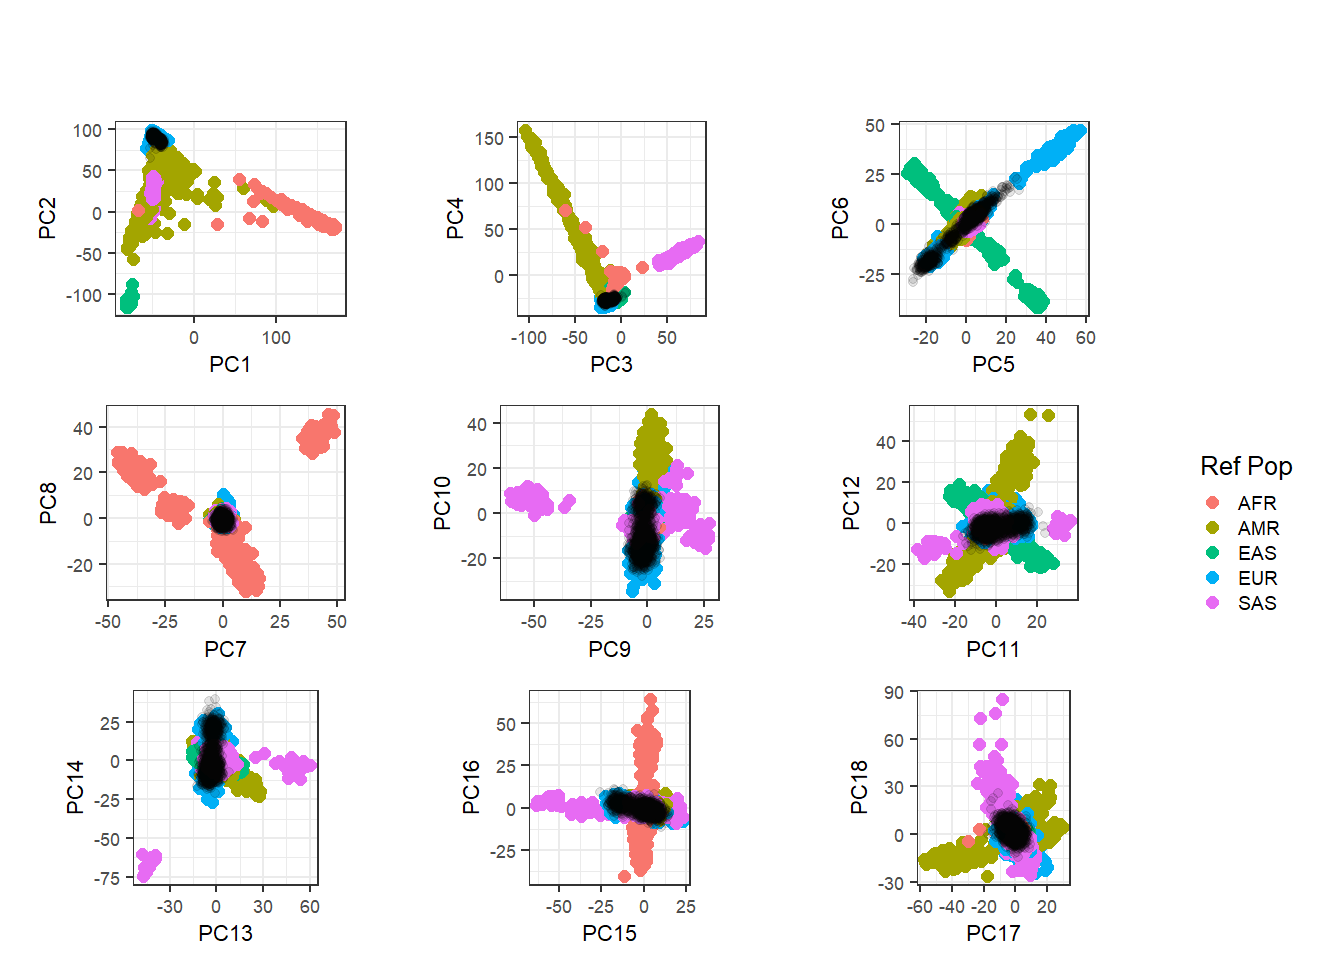 100
50
0
-50
-100
PC2
0 100
PC1
150
100
50
0
PC4
-100 -50 0 50
PC3
50
25
0
-25
PC6
-20 0 20 40 60
PC5
40
20
0
-20
PC8
-50 -25 0 25 50
PC7
40
20
0
-20
PC10
-50 -25 0 25
PC9
40
20
0
-20
PC12
-40 -20 0 20
PC11
Ref Pop
AFR
AMR
EAS
EUR
SAS
25
0
-25
-50
-75
PC14
-30 0 30 60
PC13
50
25
0
-25
PC16
-50 -25 0 25
PC15
90
60
30
0
-30
PC18
-60 -40 -20 0 20
PC17